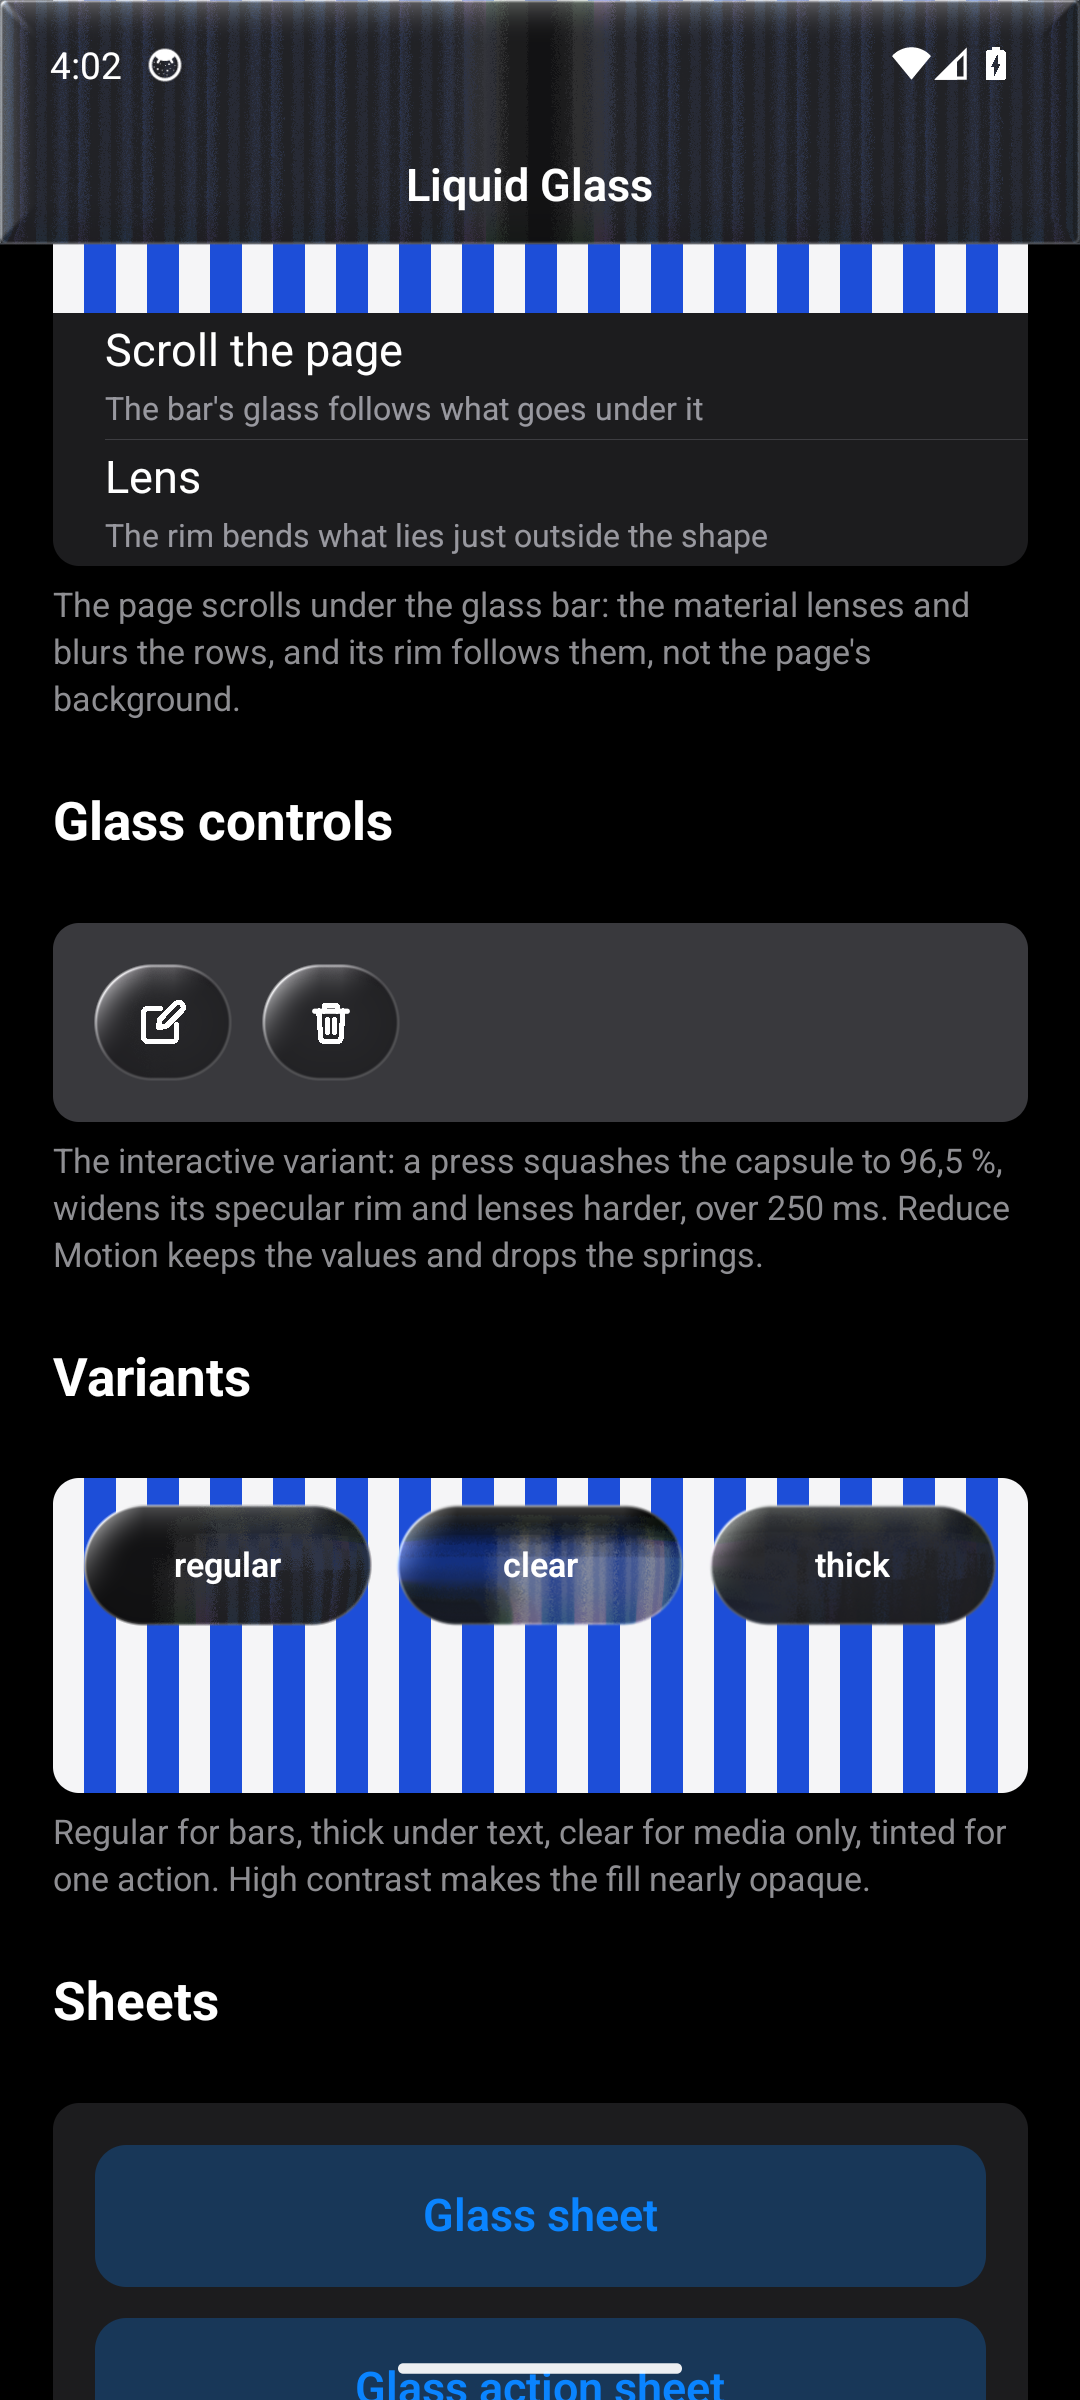 4:02
Liquid Glass
Scroll the page
The bar's glass follows what goes under it
Lens
The rim bends what lies just outside the shape
The page scrolls under the glass bar: the material lenses and
blurs the rows, and its rim follows them, not the page's
background.
Glass controls
The interactive variant: a press squashes the capsule to 96,5 %,
widens its specular rim and lenses harder, over 250 ms. Reduce
Motion keeps the values and drops the springs.
Variants
regular
clear
thick
Regular for bars, thick under text, clear for media only, tinted for
one action. High contrast makes the fill nearly opaque.
Sheets
Glass sheet
Glass action sheet